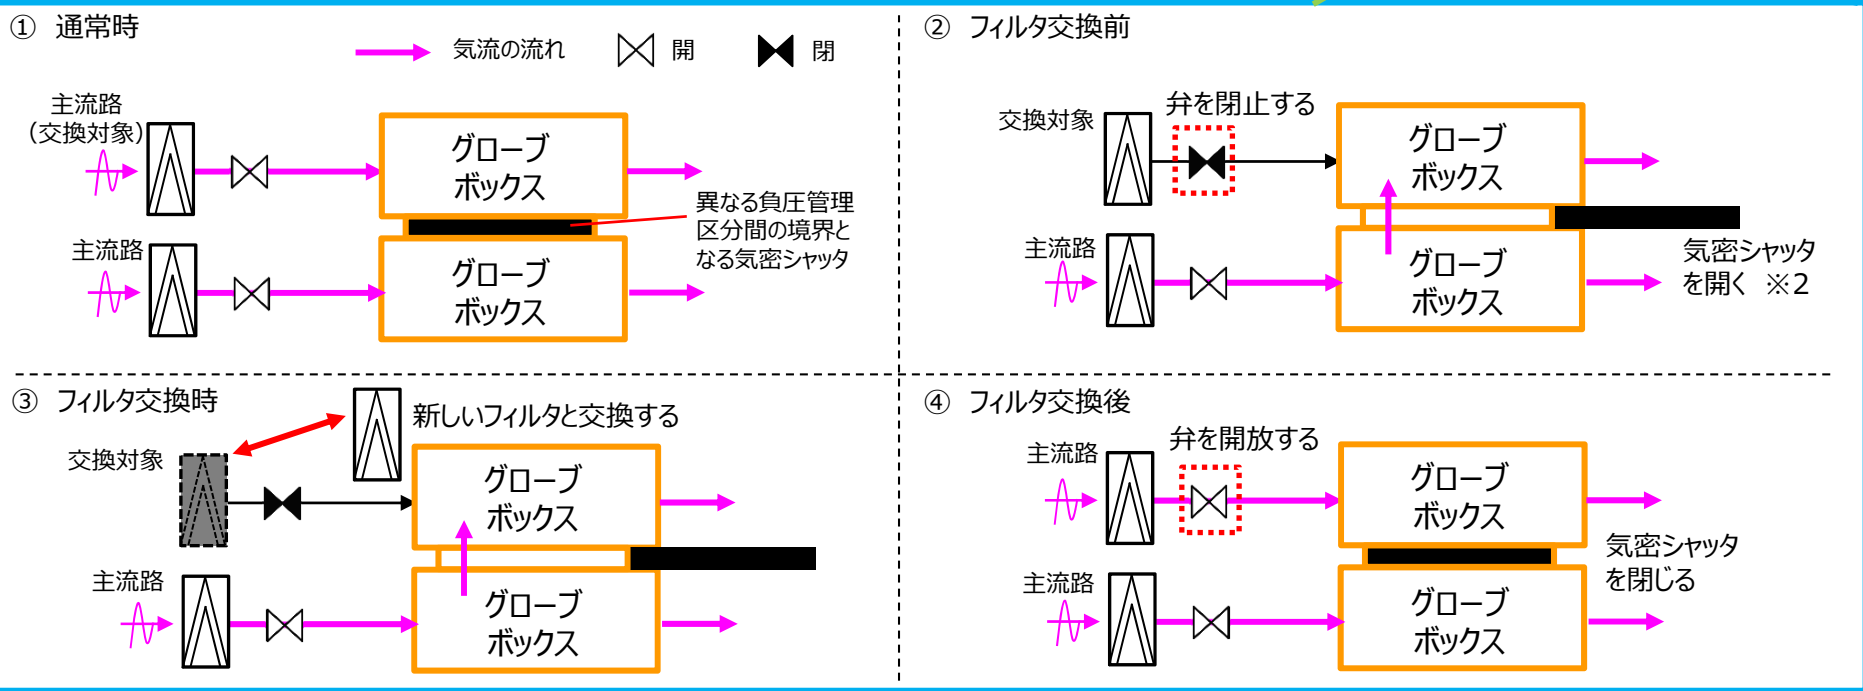 ① 通常時
気流の流れ 開 閉
主流路
（交換対象）
グローブ
ボックス
異なる負圧管理
区分間の境界と
なる気密シャッタ
主流路
グローブ
ボックス
② フィルタ交換前
交換対象
弁を閉止する
グローブ
ボックス
主流路
グローブ
ボックス
気密シャッタ
を開く ※2
③ フィルタ交換時
新しいフィルタと交換する
交換対象
グローブ
ボックス
主流路
グローブ
ボックス
④ フィルタ交換後
主流路
弁を開放する
グローブ
ボックス
気密シャッタ
を閉じる
主流路
グローブ
ボックス